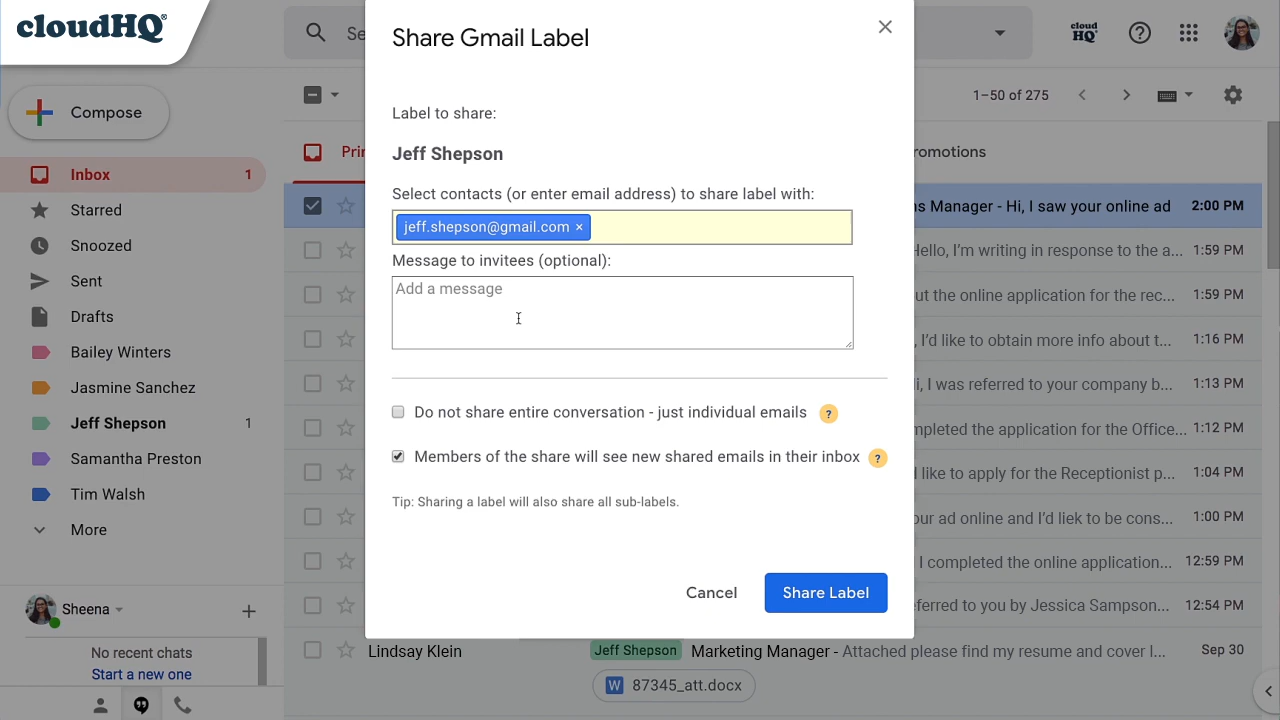 cloudHQ®
Se
cloud
HQ
Compose
1–50 of 275
Inbox 1
Starred
Snoozed
Sent
Drafts
Bailey Winters
Jasmine Sanchez
Jeff Shepson 1
Samantha Preston
Tim Walsh
More
Sheena
No recent chats
Start a new one
Share Gmail Label
Label to share:
Jeff Shepson
Select contacts (or enter email address) to share label with:
jeff.shepson@gmail.com ×
Message to invitees (optional):
Add a message
Do not share entire conversation - just individual emails ?
Members of the share will see new shared emails in their inbox ?
Tip: Sharing a label will also share all sub-labels.
Cancel
Share Label
Pri
romotions
s Manager - Hi, I saw your online ad 2:00 PM
Hello, I'm writing in response to the a... 1:59 PM
ut the online application for the rec... 1:59 PM
, I'd like to obtain more info about t... 1:16 PM
i, I was referred to your company b... 1:13 PM
mpleted the application for the Office... 1:12 PM
like to apply for the Receptionist p... 1:04 PM
our ad online and I'd liek to be cons... 1:00 PM
I completed the online application... 12:59 PM
eferred to you by Jessica Sampson... 12:54 PM
Lindsay Klein Jeff Shepson Marketing Manager - Attached please find my resume and cover l... Sep 30
W 87345_att.docx